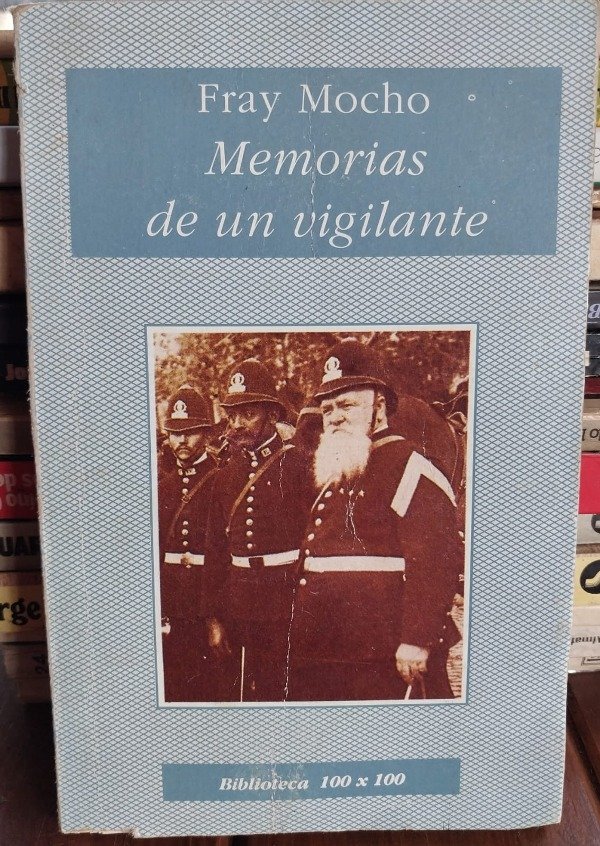 Fray Mocho
Memorias
de un vigilante
Biblioteca 100 x 100